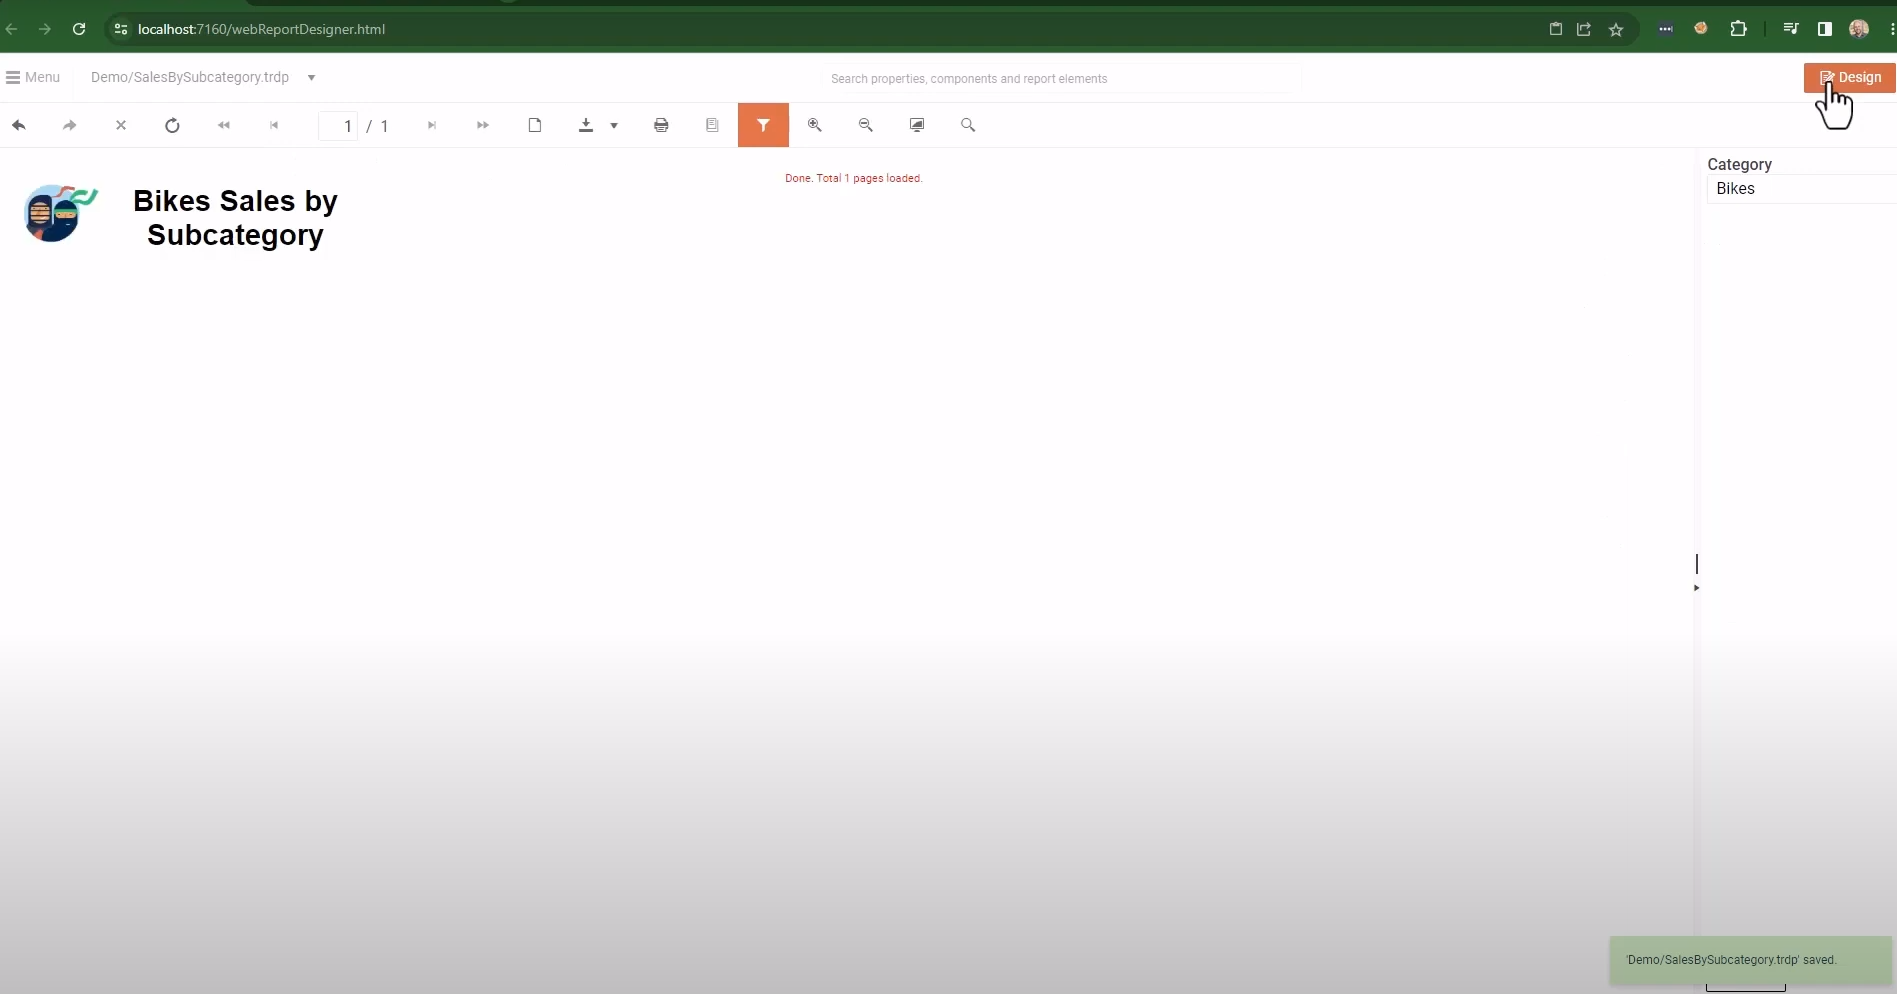 localhost:7160/webReportDesigner.html
Menu
Demo/SalesBySubcategory.trdp
Search properties, components and report elements
Design
1 / 1
Done. Total 1 pages loaded.
Category
Bikes
Bikes Sales by
Subcategory
'Demo/SalesBySubcategory.trdp' saved.